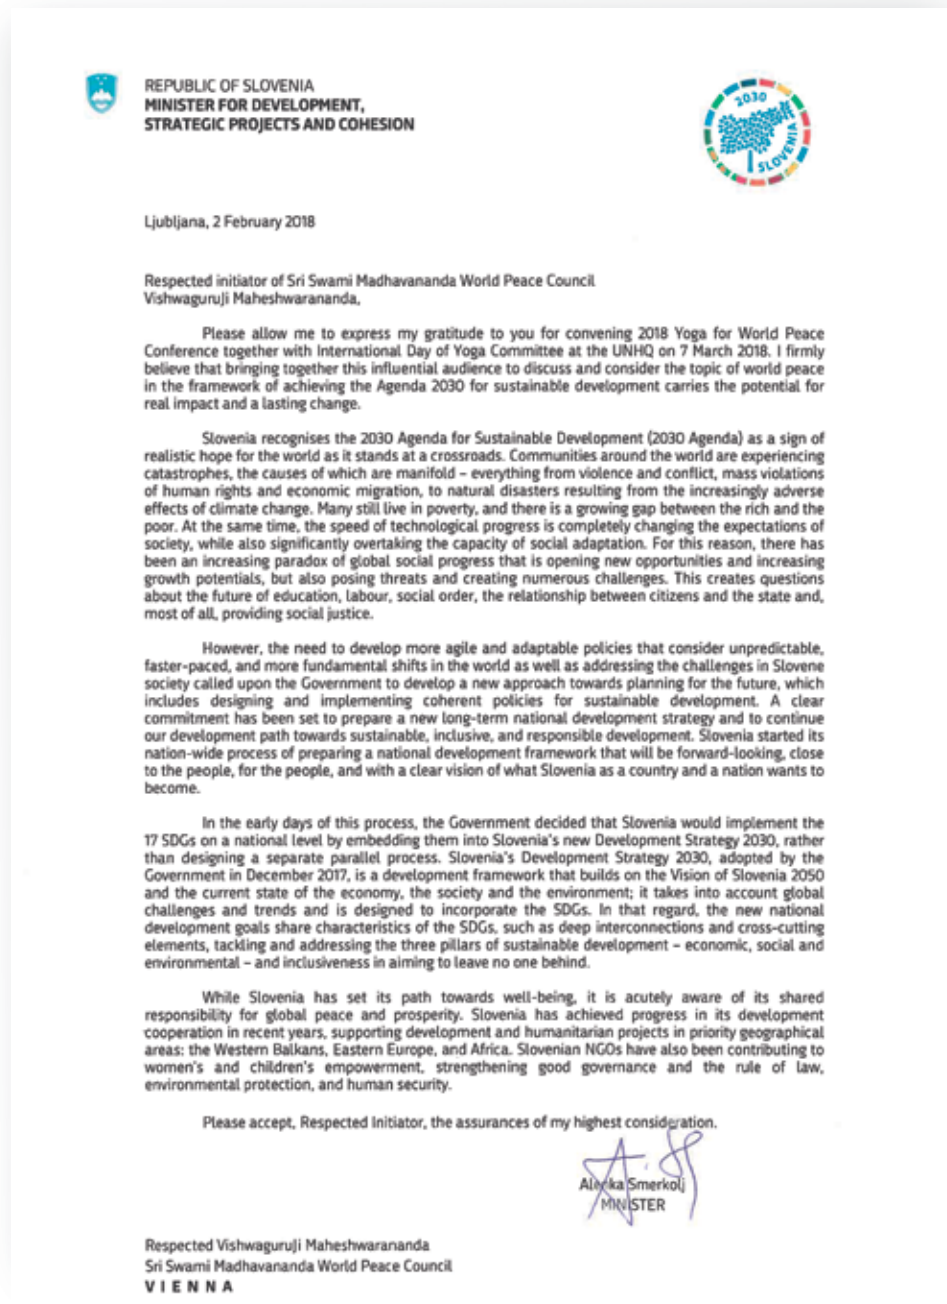 REPUBLIC OF SLOVENIA
MINISTER FOR DEVELOPMENT,
STRATEGIC PROJECTS AND COHESION
2030
SLOVENIA
Ljubljana, 2 February 2018
Respected initiator of Sri Swami Madhavananda World Peace Council
Vishwaguruji Maheshwarananda,
Please allow me to express my gratitude to you for convening 2018 Yoga for World Peace
Conference together with International Day of Yoga Committee at the UNHQ on 7 March 2018. I firmly
believe that bringing together this influential audience to discuss and consider the topic of world peace
in the framework of achieving the Agenda 2030 for sustainable development carries the potential for
real impact and a lasting change.
Slovenia recognises the 2030 Agenda for Sustainable Development (2030 Agenda) as a sign of
realistic hope for the world as it stands at a crossroads. Communities around the world are experiencing
catastrophes, the causes of which are manifold – everything from violence and conflict, mass violations
of human rights and economic migration, to natural disasters resulting from the increasingly adverse
effects of climate change. Many still live in poverty, and there is a growing gap between the rich and the
poor. At the same time, the speed of technological progress is completely changing the expectations of
society, while also significantly overtaking the capacity of social adaptation. For this reason, there has
been an increasing paradox of global social progress that is opening new opportunities and increasing
growth potentials, but also posing threats and creating numerous challenges. This creates questions
about the future of education, labour, social order, the relationship between citizens and the state and,
most of all, providing social justice.
However, the need to develop more agile and adaptable policies that consider unpredictable,
faster-paced, and more fundamental shifts in the world as well as addressing the challenges in Slovene
society called upon the Government to develop a new approach towards planning for the future, which
includes designing and implementing coherent policies for sustainable development. A clear
commitment has been set to prepare a new long-term national development strategy and to continue
our development path towards sustainable, inclusive, and responsible development. Slovenia started its
nation-wide process of preparing a national development framework that will be forward-looking, close
to the people, for the people, and with a clear vision of what Slovenia as a country and a nation wants to
become.
In the early days of this process, the Government decided that Slovenia would implement the
17 SDGs on a national level by embedding them into Slovenia's new Development Strategy 2030, rather
than designing a separate parallel process. Slovenia's Development Strategy 2030, adopted by the
Government in December 2017, is a development framework that builds on the Vision of Slovenia 2050
and the current state of the economy, the society and the environment; it takes into account global
challenges and trends and is designed to incorporate the SDGs. In that regard, the new national
development goals share characteristics of the SDGs, such as deep interconnections and cross-cutting
elements, tackling and addressing the three pillars of sustainable development – economic, social and
environmental – and inclusiveness in aiming to leave no one behind.
While Slovenia has set its path towards well-being, it is acutely aware of its shared
responsibility for global peace and prosperity. Slovenia has achieved progress in its development
cooperation in recent years, supporting development and humanitarian projects in priority geographical
areas: the Western Balkans, Eastern Europe, and Africa. Slovenian NGOs have also been contributing to
women's and children's empowerment, strengthening good governance and the rule of law,
environmental protection, and human security.
Please accept, Respected Initiator, the assurances of my highest consideration.
Alenka Smerkolj
MINISTER
Respected Vishwaguruji Maheshwarananda
Sri Swami Madhavananda World Peace Council
VIENNA